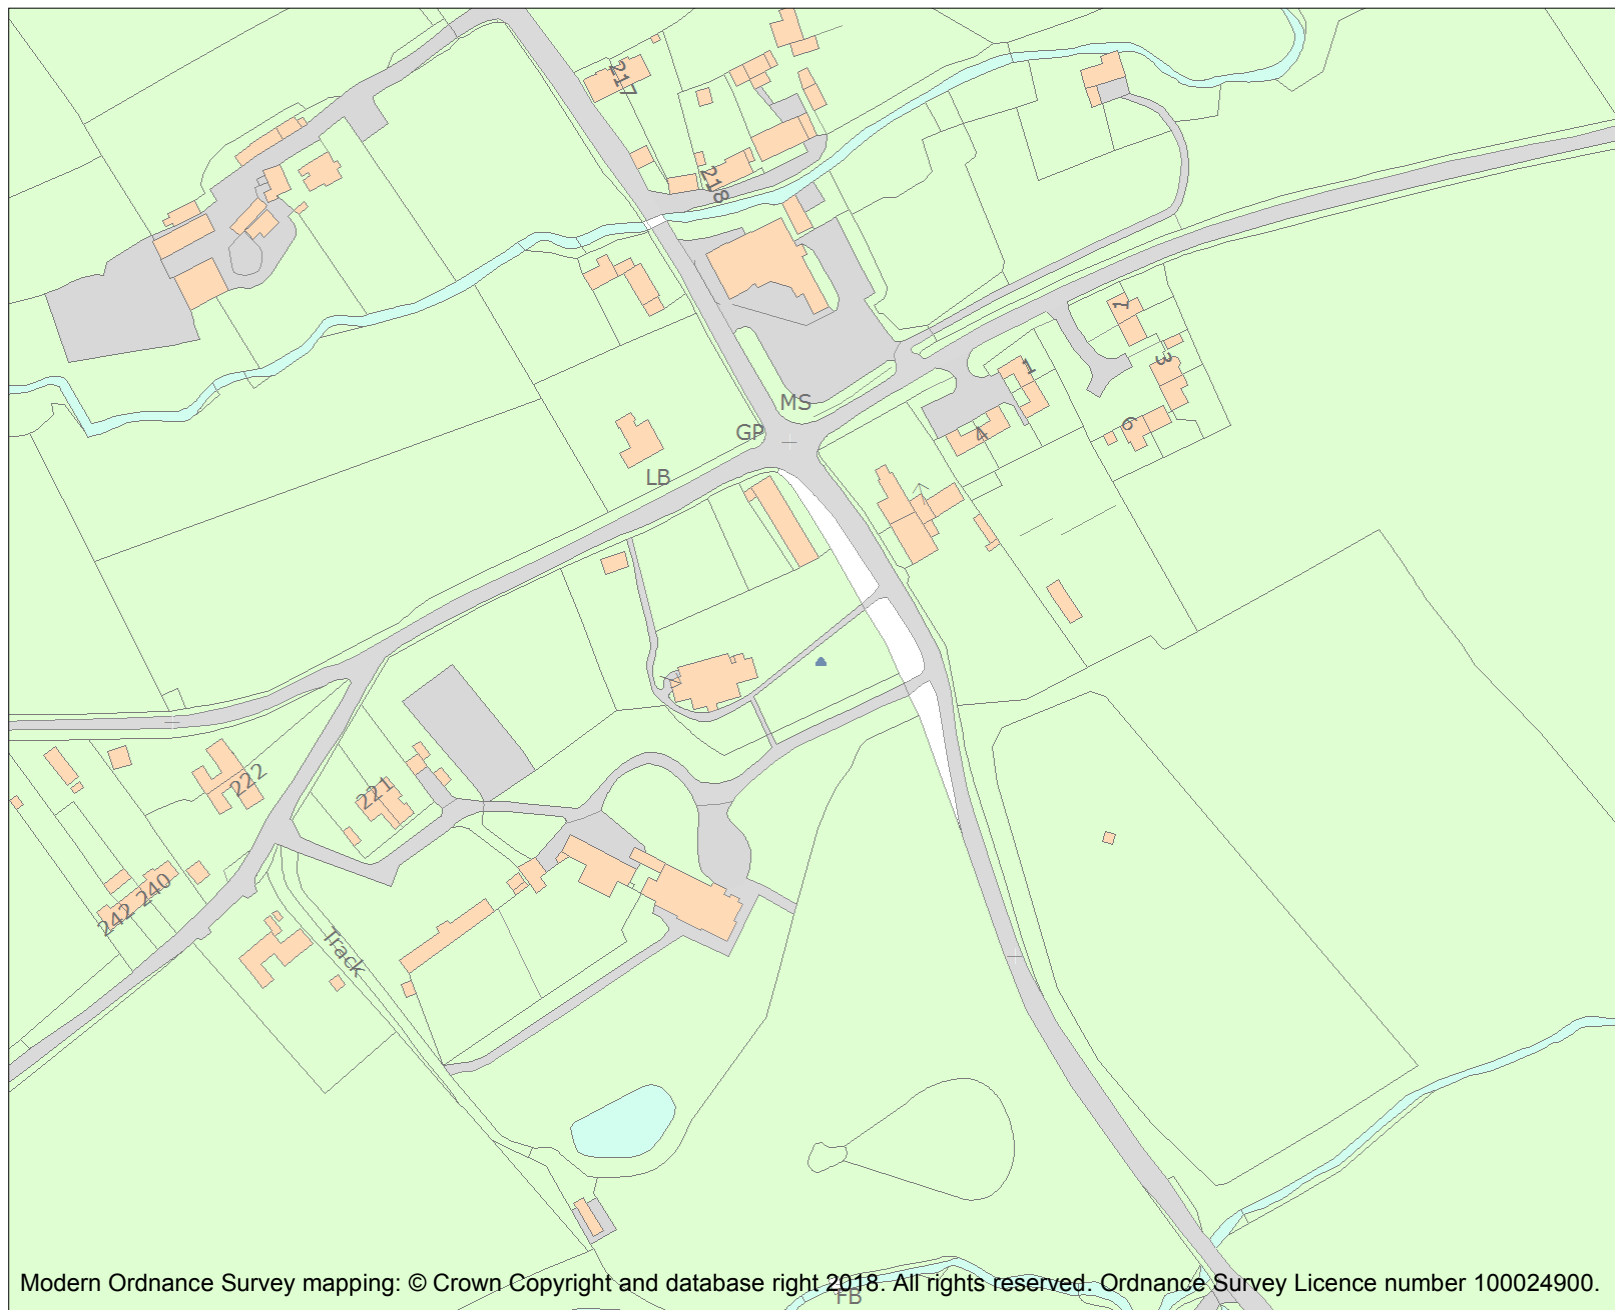 217
218
1
1
3
MS
6
4
GP
LB
222
221
242 240
Track
Modern Ordnance Survey mapping: © Crown Copyright and database right 2018. All rights reserved. Ordnance Survey Licence number 100024900.
FB